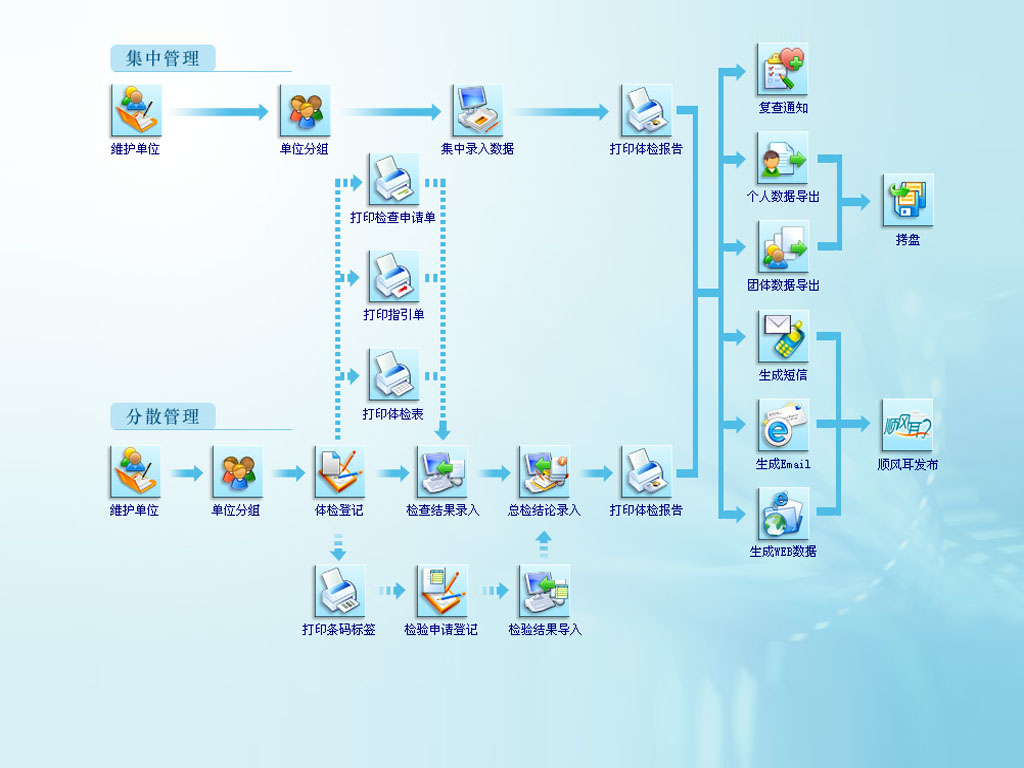 集中管理
维护单位
单位分组
集中录入数据
打印体检报告
打印检查申请单
打印指引单
打印体检表
分散管理
维护单位
单位分组
体检登记
检查结果录入
总检结论录入
打印体检报告
打印条码标签
检验申请登记
检验结果导入
复查通知
个人数据导出
团体数据导出
拷盘
生成短信
生成Email
生成WEB数据
顺风耳
顺风耳发布